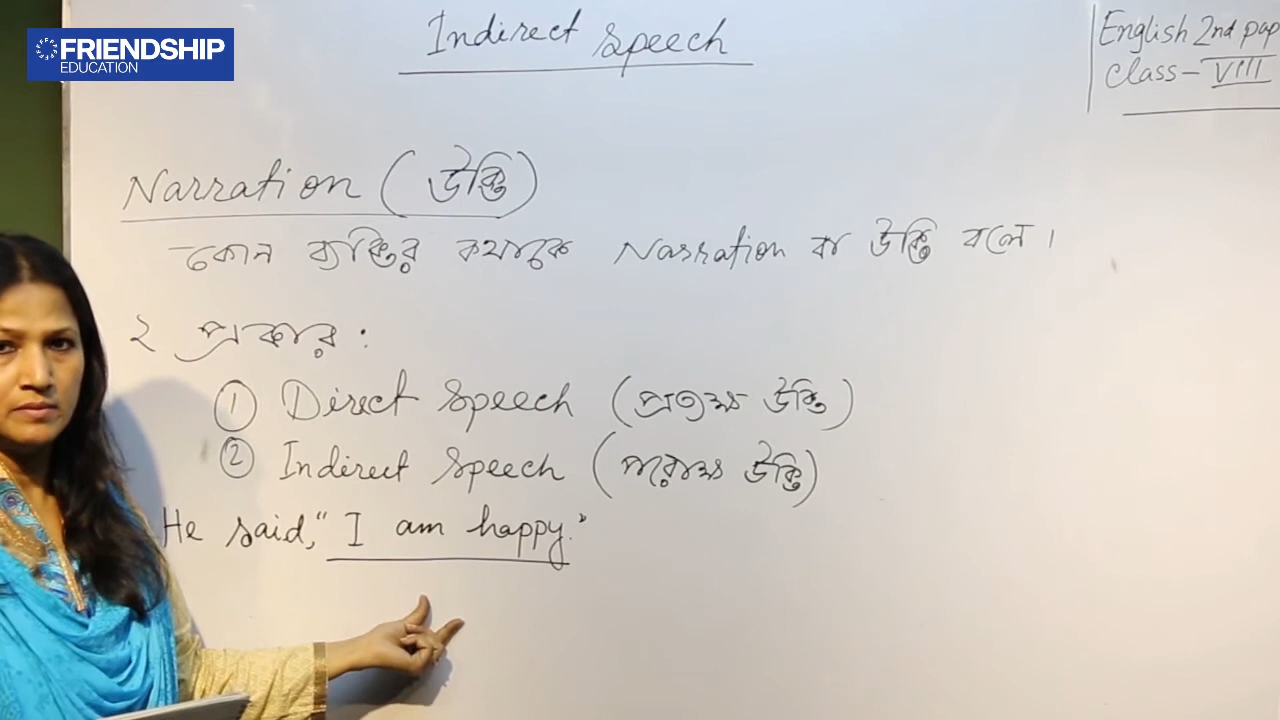 FRIENDSHIP
EDUCATION
Indirect Speech
English 2nd pap
Class-VIII
Narration (উক্তি)
কোন ব্যক্তির কথাকে Narration বা উক্তি বলে।
২ প্রকার:
① Direct Speech (প্রত্যক্ষ উক্তি)
② Indirect Speech (পরোক্ষ উক্তি)
He said, "I am happy."